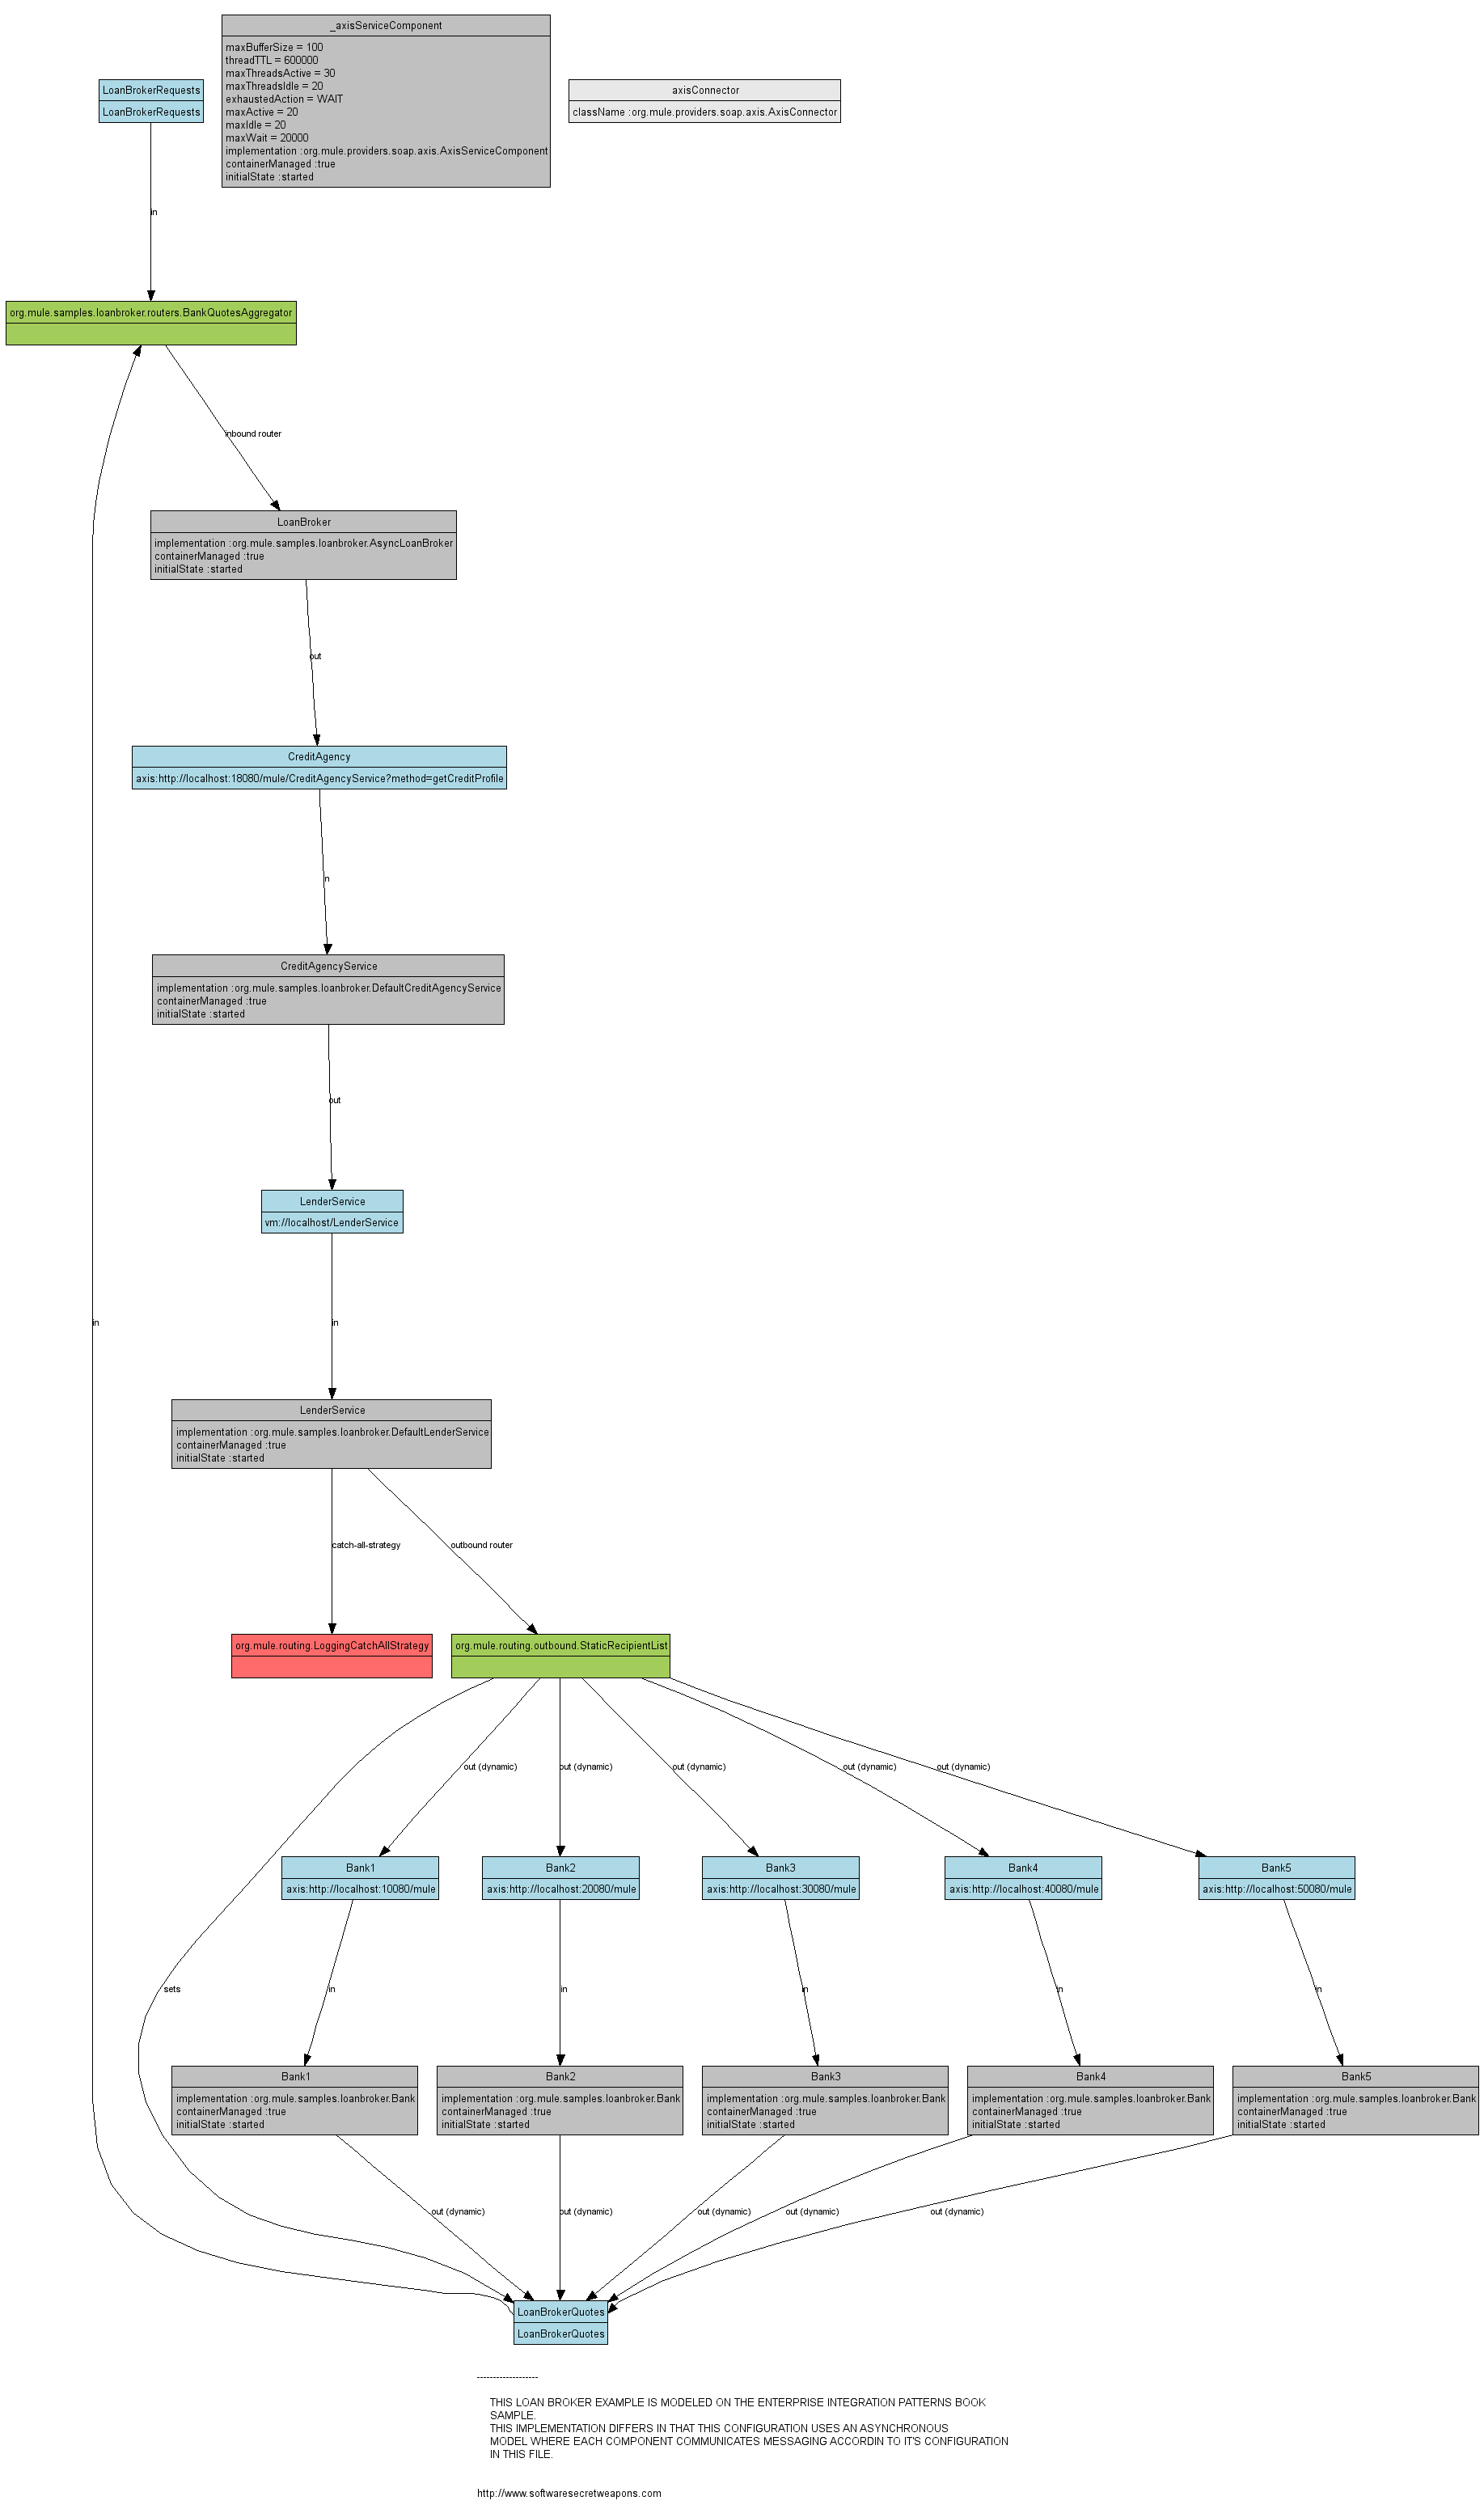 _axisServiceComponent
maxBufferSize = 100
threadTTL = 600000
maxThreadsActive = 30
maxThreadsIdle = 20
exhaustedAction = WAIT
maxActive = 20
maxIdle = 20
maxWait = 20000
implementation :org.mule.providers.soap.axis.AxisServiceComponent
containerManaged :true
initialState :started
LoanBrokerRequests
LoanBrokerRequests
axisConnector
className :org.mule.providers.soap.axis.AxisConnector
in
org.mule.samples.loanbroker.routers.BankQuotesAggregator
inbound router
LoanBroker
implementation :org.mule.samples.loanbroker.AsyncLoanBroker
containerManaged :true
initialState :started
out
CreditAgency
axis:http://localhost:18080/mule/CreditAgencyService?method=getCreditProfile
in
CreditAgencyService
implementation :org.mule.samples.loanbroker.DefaultCreditAgencyService
containerManaged :true
initialState :started
out
LenderService
vm://localhost/LenderService
in
in
LenderService
implementation :org.mule.samples.loanbroker.DefaultLenderService
containerManaged :true
initialState :started
catch-all-strategy
outbound router
org.mule.routing.LoggingCatchAllStrategy
org.mule.routing.outbound.StaticRecipientList
out (dynamic)
out (dynamic)
out (dynamic)
out (dynamic)
out (dynamic)
Bank1
axis:http://localhost:10080/mule
Bank2
axis:http://localhost:20080/mule
Bank3
axis:http://localhost:30080/mule
Bank4
axis:http://localhost:40080/mule
Bank5
axis:http://localhost:50080/mule
sets
in
in
in
in
in
Bank1
implementation :org.mule.samples.loanbroker.Bank
containerManaged :true
initialState :started
Bank2
implementation :org.mule.samples.loanbroker.Bank
containerManaged :true
initialState :started
Bank3
implementation :org.mule.samples.loanbroker.Bank
containerManaged :true
initialState :started
Bank4
implementation :org.mule.samples.loanbroker.Bank
containerManaged :true
initialState :started
Bank5
implementation :org.mule.samples.loanbroker.Bank
containerManaged :true
initialState :started
out (dynamic)
out (dynamic)
out (dynamic)
out (dynamic)
out (dynamic)
LoanBrokerQuotes
LoanBrokerQuotes
-------------------
THIS LOAN BROKER EXAMPLE IS MODELED ON THE ENTERPRISE INTEGRATION PATTERNS BOOK
SAMPLE.
THIS IMPLEMENTATION DIFFERS IN THAT THIS CONFIGURATION USES AN ASYNCHRONOUS
MODEL WHERE EACH COMPONENT COMMUNICATES MESSAGING ACCORDIN TO IT'S CONFIGURATION
IN THIS FILE.
http://www.softwaresecretweapons.com